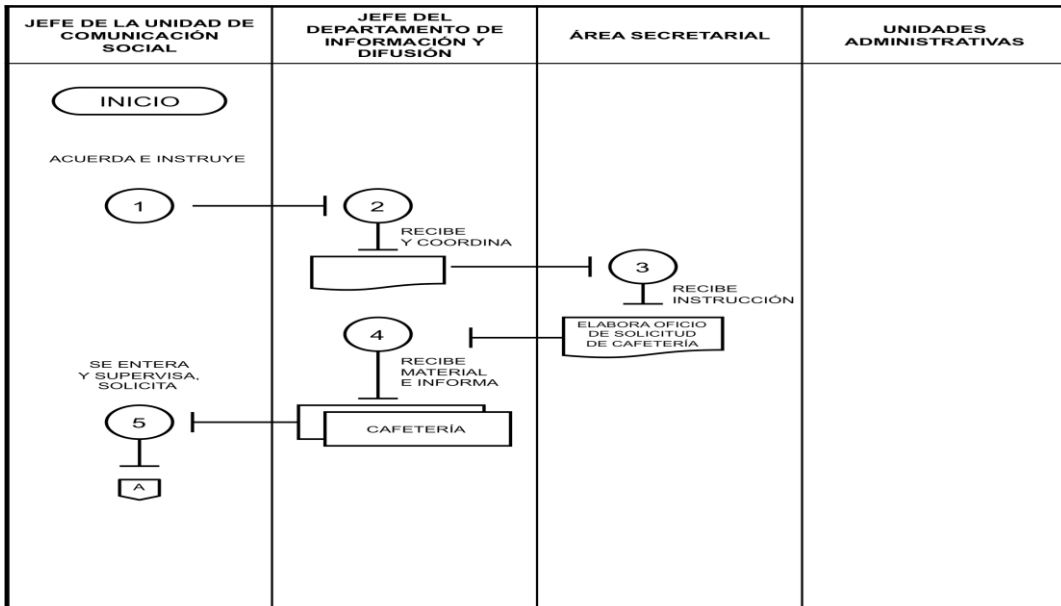 JEFE DE LA UNIDAD DE
COMUNICACIÓN
SOCIAL
JEFE DEL
DEPARTAMENTO DE
INFORMACIÓN Y
DIFUSIÓN
ÁREA SECRETARIAL
UNIDADES
ADMINISTRATIVAS
INICIO
ACUERDA E INSTRUYE
1
2
RECIBE
Y COORDINA
3
RECIBE
INSTRUCCIÓN
ELABORA OFICIO
DE SOLICITUD
DE CAFETERÍA
4
RECIBE
MATERIAL
E INFORMA
CAFETERÍA
SE ENTERA
Y SUPERVISA,
SOLICITA
5
A